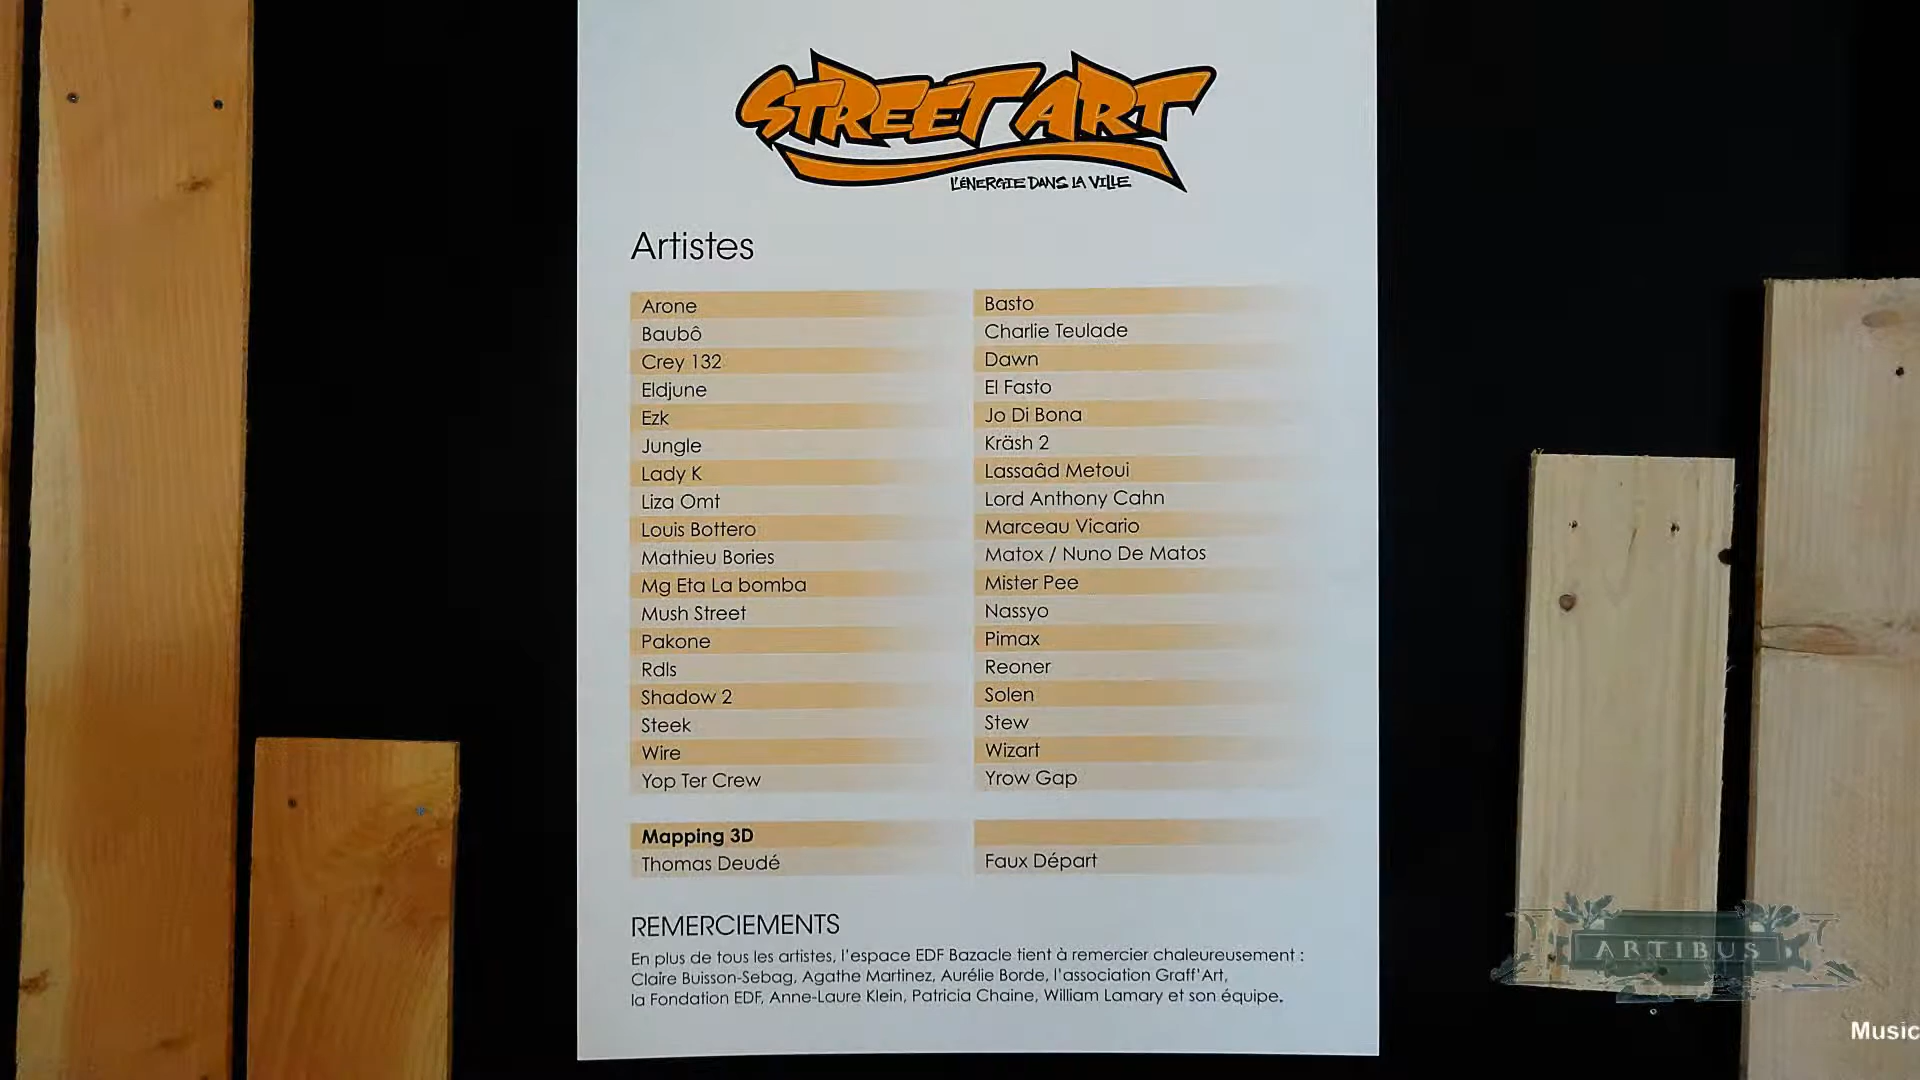 STREET ART
L'ÉNERGIE DANS LA VILLE
Artistes
Arone
Baubô
Crey 132
Eldjune
Ezk
Jungle
Lady K
Liza Omt
Louis Bottero
Mathieu Bories
Mg Eta La bomba
Mush Street
Pakone
Rdls
Shadow 2
Steek
Wire
Yop Ter Crew
Basto
Charlie Teulade
Dawn
El Fasto
Jo Di Bona
Kräsh 2
Lassaâd Metoui
Lord Anthony Cahn
Marceau Vicario
Matox / Nuno De Matos
Mister Pee
Nassyo
Pimax
Reoner
Solen
Stew
Wizart
Yrow Gap
Mapping 3D
Thomas Deudé
Faux Départ
REMERCIEMENTS
En plus de tous les artistes, l'espace EDF Bazacle tient à remercier chaleureusement :
Claire Buisson-Sebag, Agathe Martinez, Aurélie Borde, l'association Graff'Art,
la Fondation EDF, Anne-Laure Klein, Patricia Chaine, William Lamary et son équipe.
ARTIBUS
Music